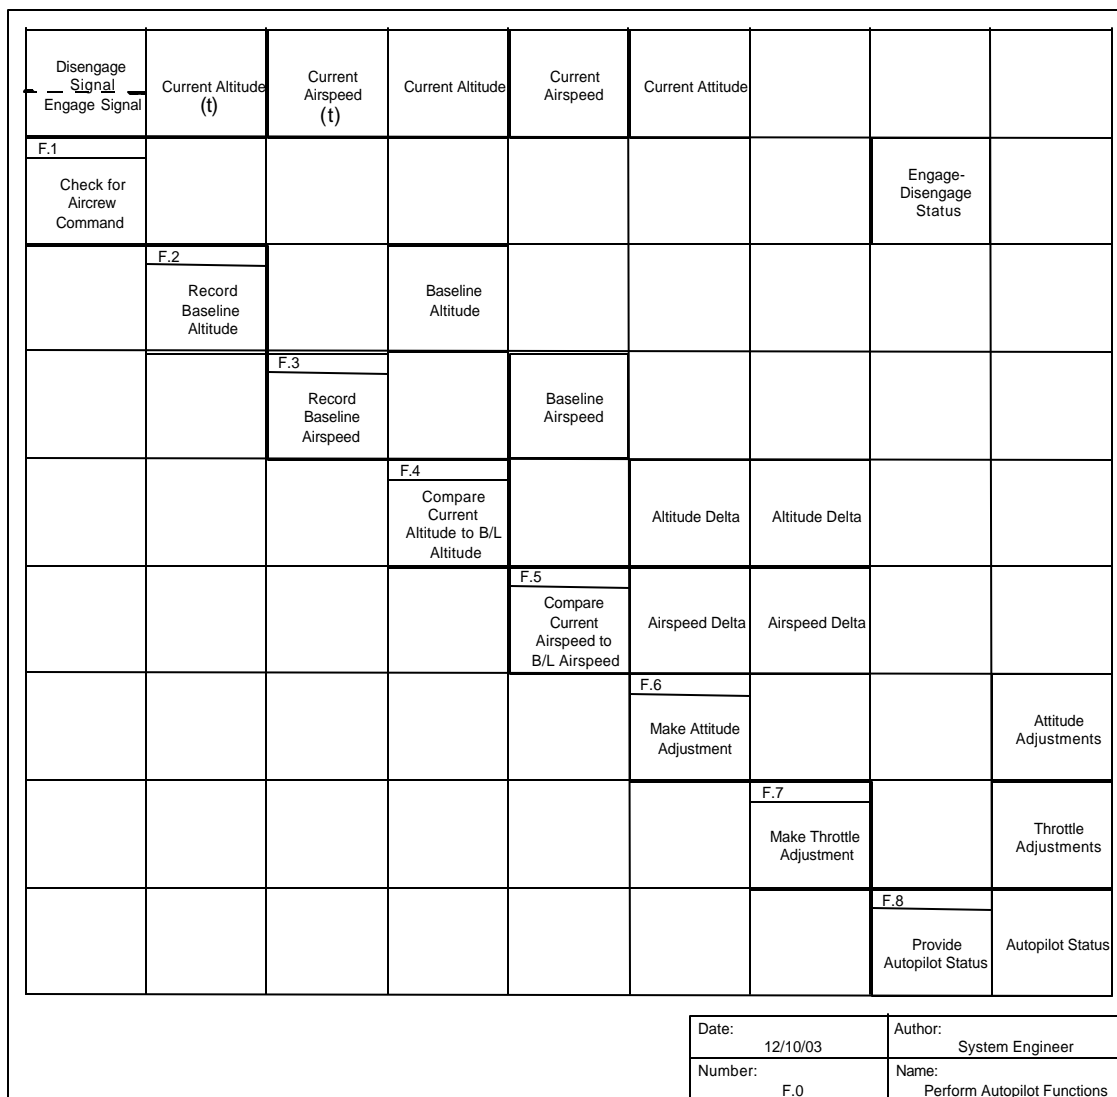 Disengage
Signal
Engage Signal
Current Altitude
(t)
Current
Airspeed
(t)
Current Altitude
Current
Airspeed
Current Attitude
F.1
Check for
Aircrew
Command
Engage-
Disengage
Status
F.2
Record
Baseline
Altitude
Baseline
Altitude
F.3
Record
Baseline
Airspeed
Baseline
Airspeed
F.4
Compare
Current
Altitude to B/L
Altitude
Altitude Delta
Altitude Delta
F.5
Compare
Current
Airspeed to
B/L Airspeed
Airspeed Delta
Airspeed Delta
F.6
Make Attitude
Adjustment
Attitude
Adjustments
F.7
Make Throttle
Adjustment
Throttle
Adjustments
F.8
Provide
Autopilot Status
Autopilot Status
Date:
12/10/03
Author:
System Engineer
Number:
F.0
Name:
Perform Autopilot Functions